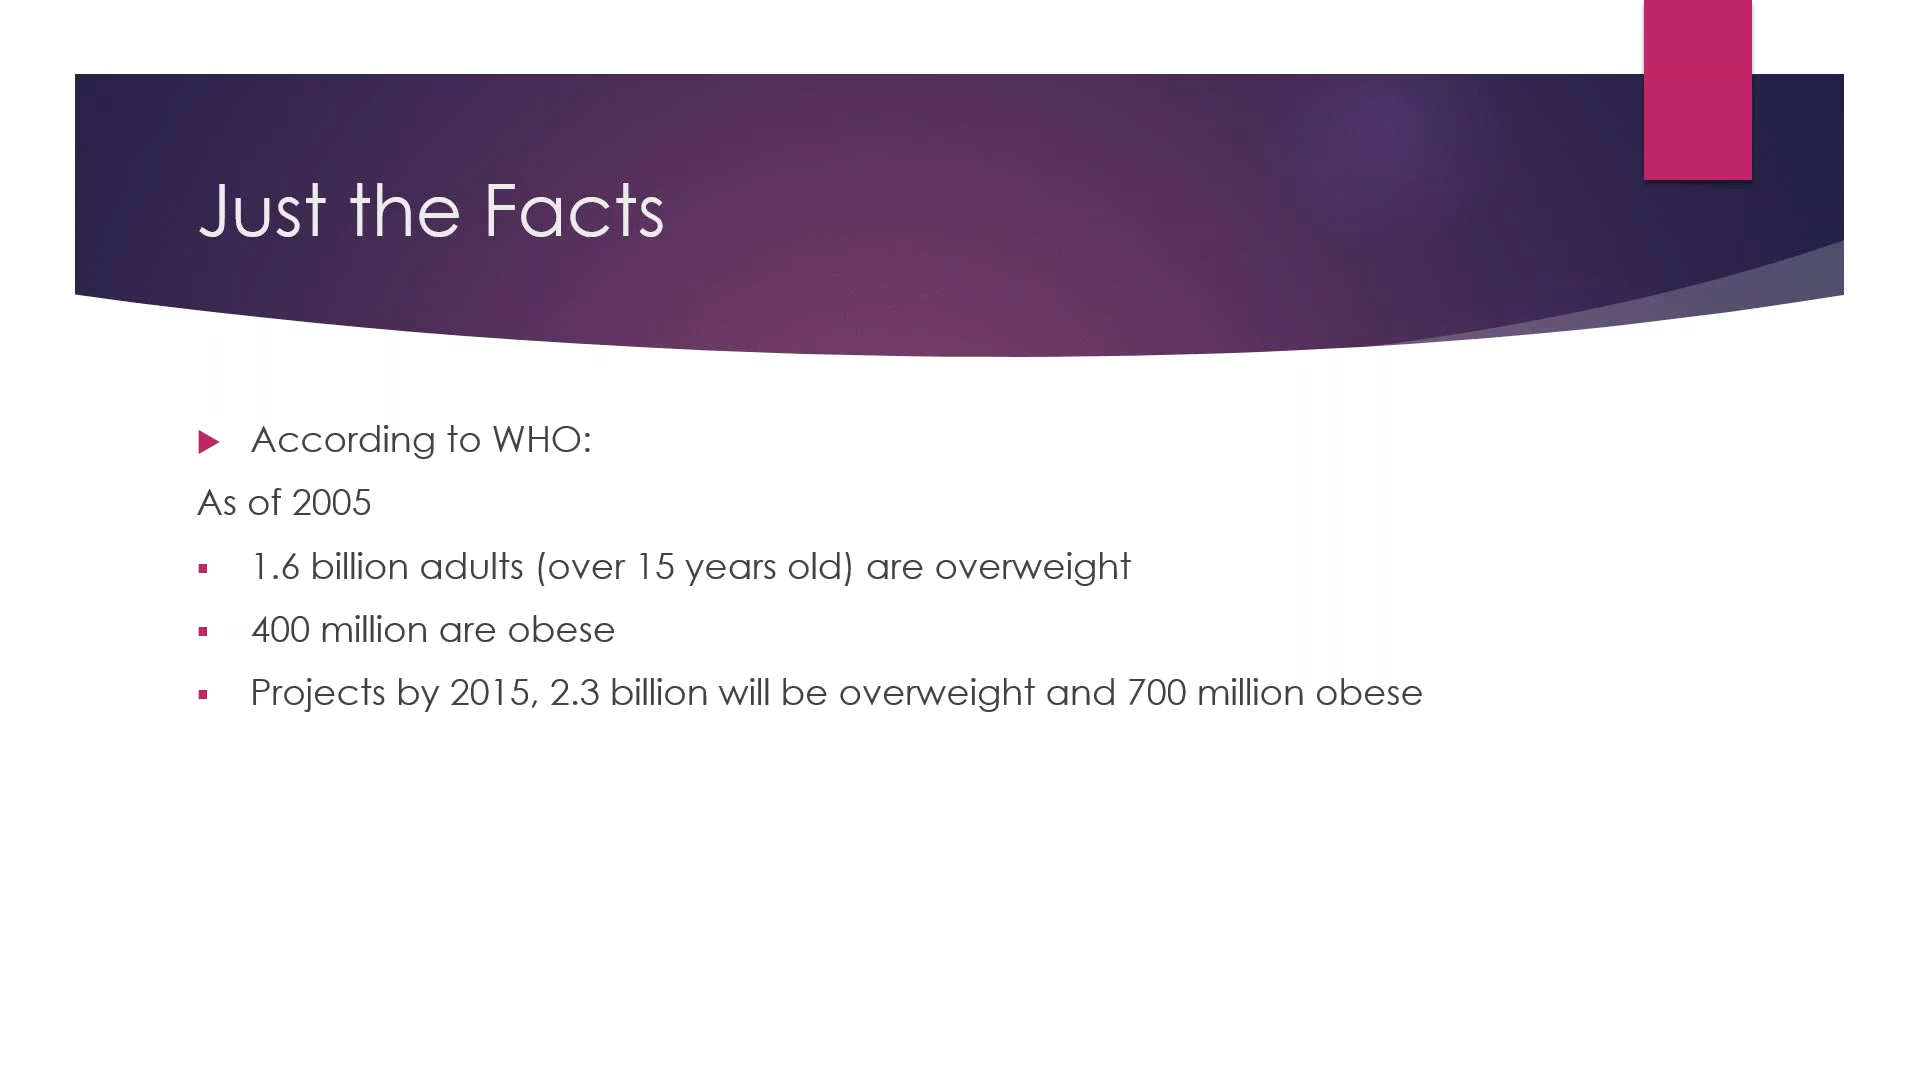 Just the Facts
According to WHO:
As of 2005
1.6 billion adults (over 15 years old) are overweight
400 million are obese
Projects by 2015, 2.3 billion will be overweight and 700 million obese